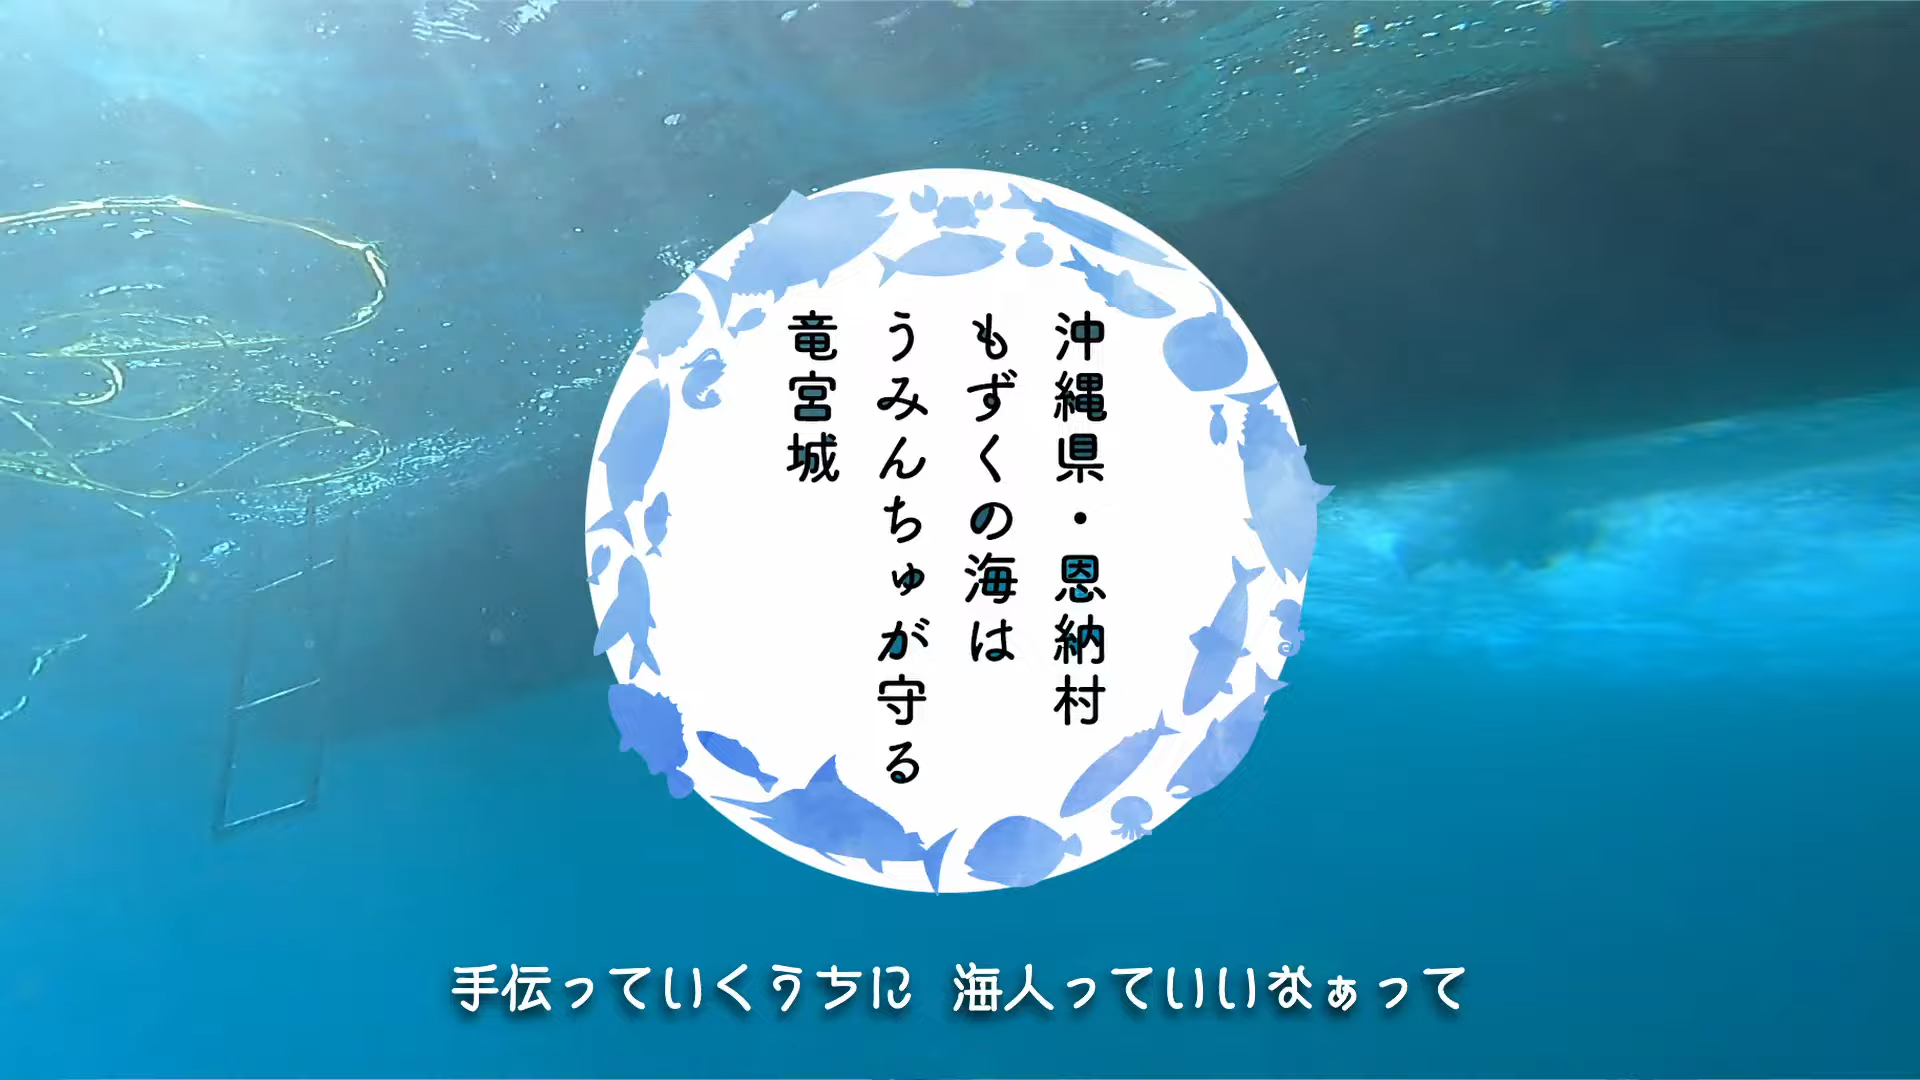 沖縄県・恩納村
もずくの海は
うみんちゅが守る
竜宮城
手伝っていくうちに 海人っていいなぁって